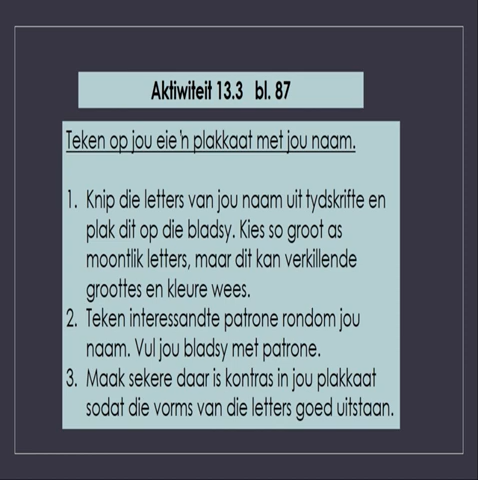 Aktiwiteit 13.3 bl. 87
Teken op jou eie 'n plakkaat met jou naam.
1. Knip die letters van jou naam uit tydskrifte en
plak dit op die bladsy. Kies so groot as
moontlik letters, maar dit kan verkillende
groottes en kleure wees.
2. Teken interessandte patrone rondom jou
naam. Vul jou bladsy met patrone.
3. Maak sekere daar is kontras in jou plakkaat
sodat die vorms van die letters goed uitstaan.